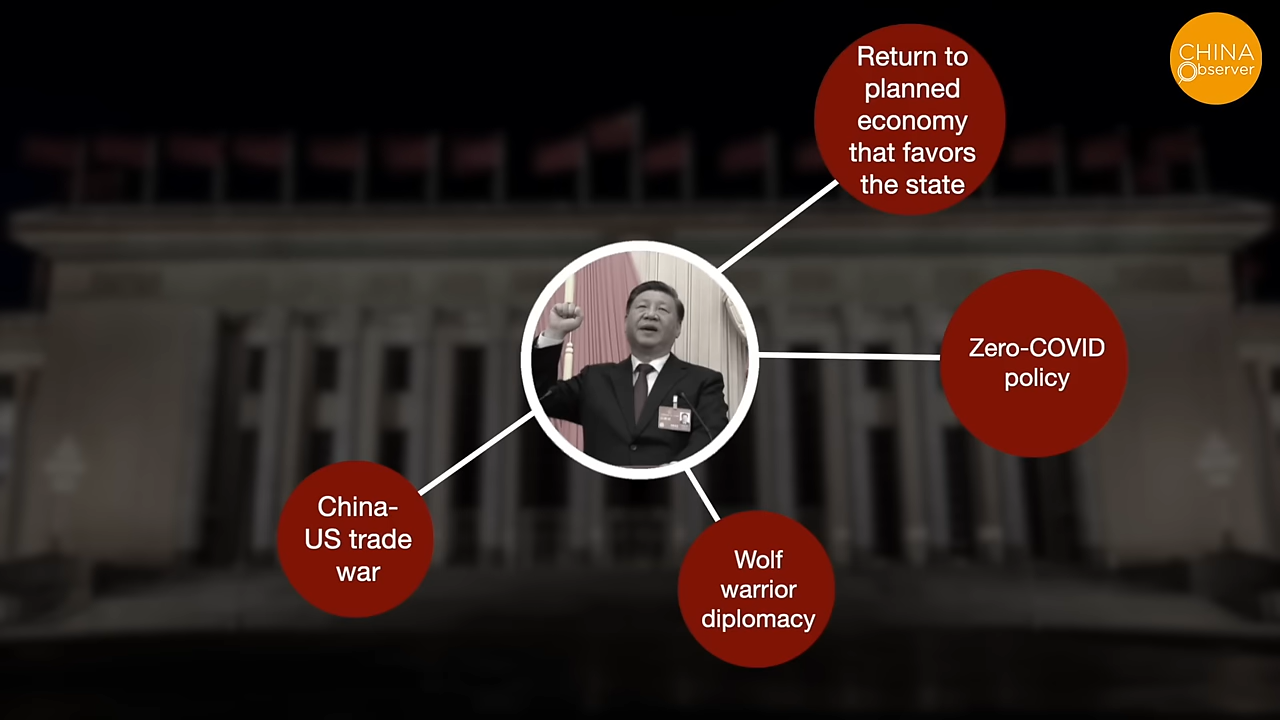 Return to
planned
economy
that favors
the state
CHINA
Observer
Zero-COVID
policy
China-
US trade
war
Wolf
warrior
diplomacy